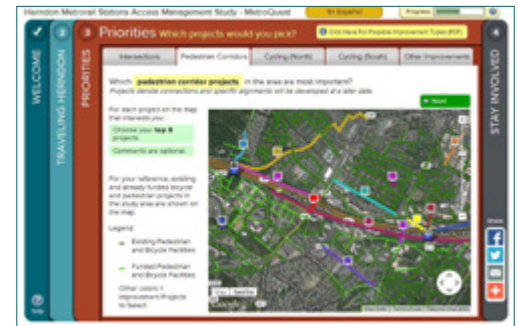 Herndon Metrorail Stations Access Management Study - MetroQuest
En Español
Progress:
WELCOME
2
TRAVELING HERNDON
3
PRIORITIES
Priorities Which projects would you pick?
Click Here For Possible Improvement Types (PDF)
Intersections
Pedestrian Corridors
Cycling (North)
Cycling (South)
Other Improvements
Which pedestrian corridor projects in the area are most important?
Projects denote connections and specific alignments will be developed at a later date.
Next
For each project on the map
that interests you:
Choose your top 5
projects.
Comments are optional.
For your reference, existing
and already funded bicycle
and pedestrian projects in
the study area are shown on
the map.
Legend:
Existing Pedestrian
and Bicycle Facilities
Funded Pedestrian
and Bicycle Facilities
Other colors =
Improvement Projects
to Select
Map
Satellite
Google
4
STAY INVOLVED
Share
help